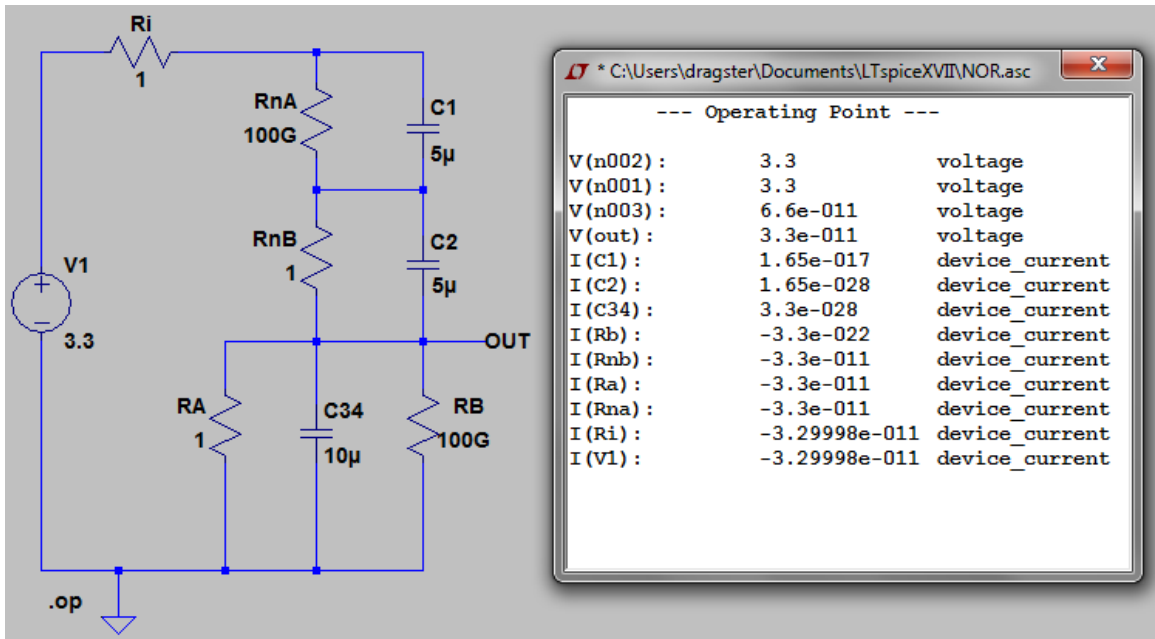 Ri
1
RnA
100G
C1
5µ
RnB
1
C2
5µ
V1
3.3
OUT
RA
1
C34
10µ
RB
100G
.op
* C:\Users\dragster\Documents\LTspiceXVII\NOR.asc
--- Operating Point ---
V(n002): 3.3 voltage
V(n001): 3.3 voltage
V(n003): 6.6e-011 voltage
V(out): 3.3e-011 voltage
I(C1): 1.65e-017 device_current
I(C2): 1.65e-028 device_current
I(C34): 3.3e-028 device_current
I(Rb): -3.3e-022 device_current
I(Rnb): -3.3e-011 device_current
I(Ra): -3.3e-011 device_current
I(Rna): -3.3e-011 device_current
I(Ri): -3.29998e-011 device_current
I(V1): -3.29998e-011 device_current